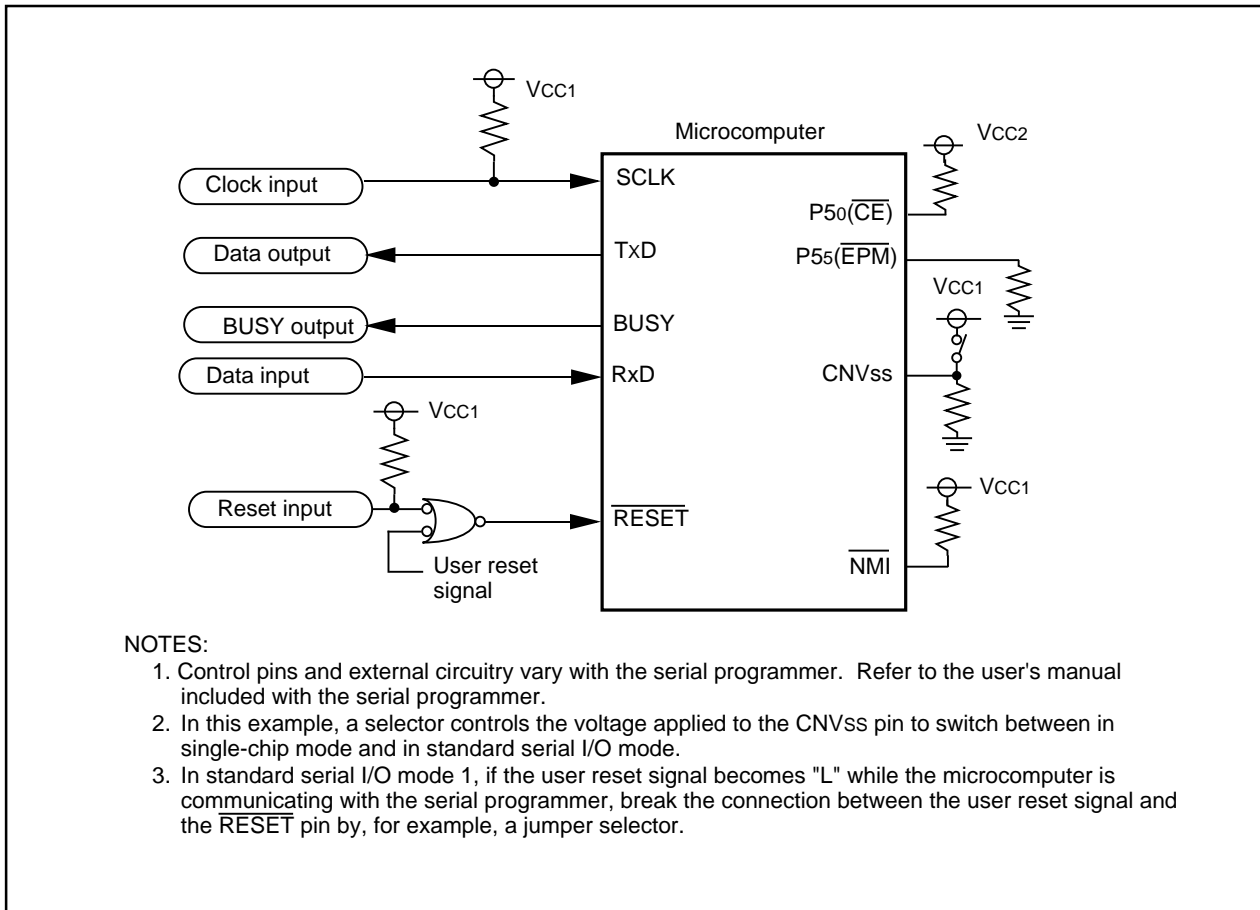 VCC1
Microcomputer
VCC2
Clock input
SCLK
P50(CE)
Data output
TxD
P55(EPM)
VCC1
BUSY output
BUSY
Data input
RxD
CNVss
VCC1
VCC1
Reset input
RESET
User reset
signal
NMI
NOTES:
1. Control pins and external circuitry vary with the serial programmer. Refer to the user's manual
included with the serial programmer.
2. In this example, a selector controls the voltage applied to the CNVSS pin to switch between in
single-chip mode and in standard serial I/O mode.
3. In standard serial I/O mode 1, if the user reset signal becomes "L" while the microcomputer is
communicating with the serial programmer, break the connection between the user reset signal and
the RESET pin by, for example, a jumper selector.